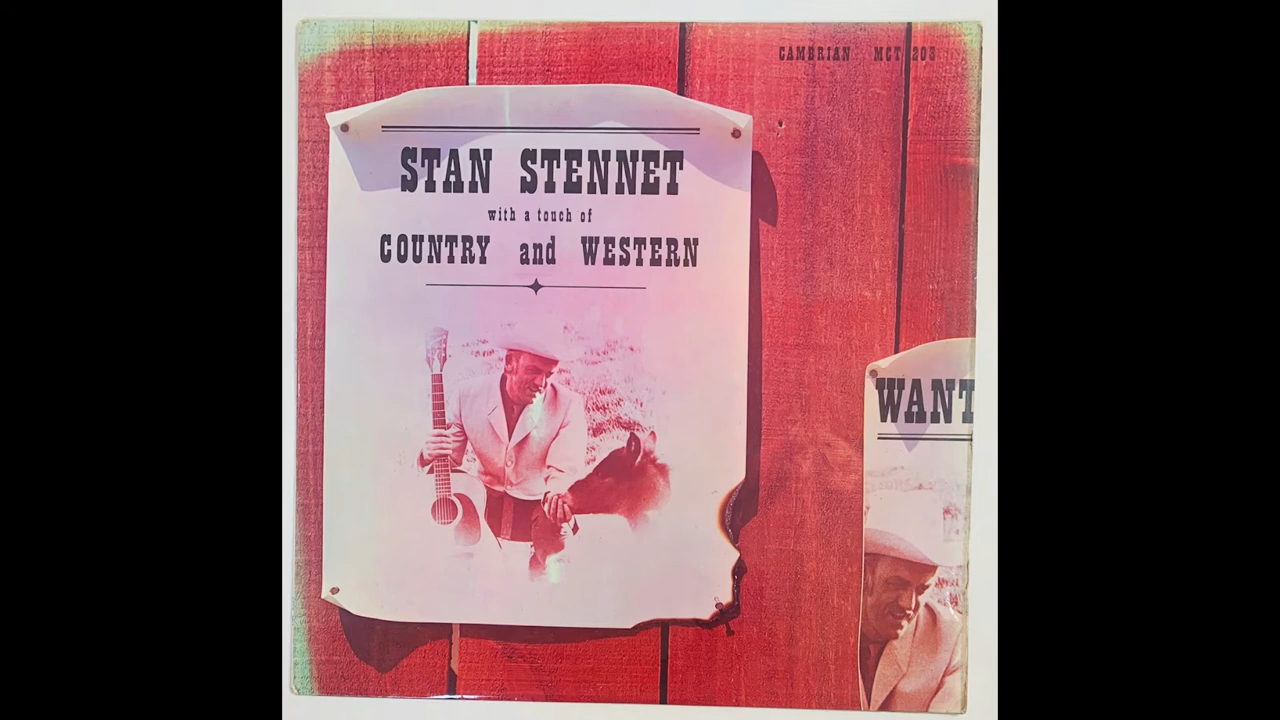 CAMBRIAN MCT 203
STAN STENNET
with a touch of
COUNTRY and WESTERN
WANT